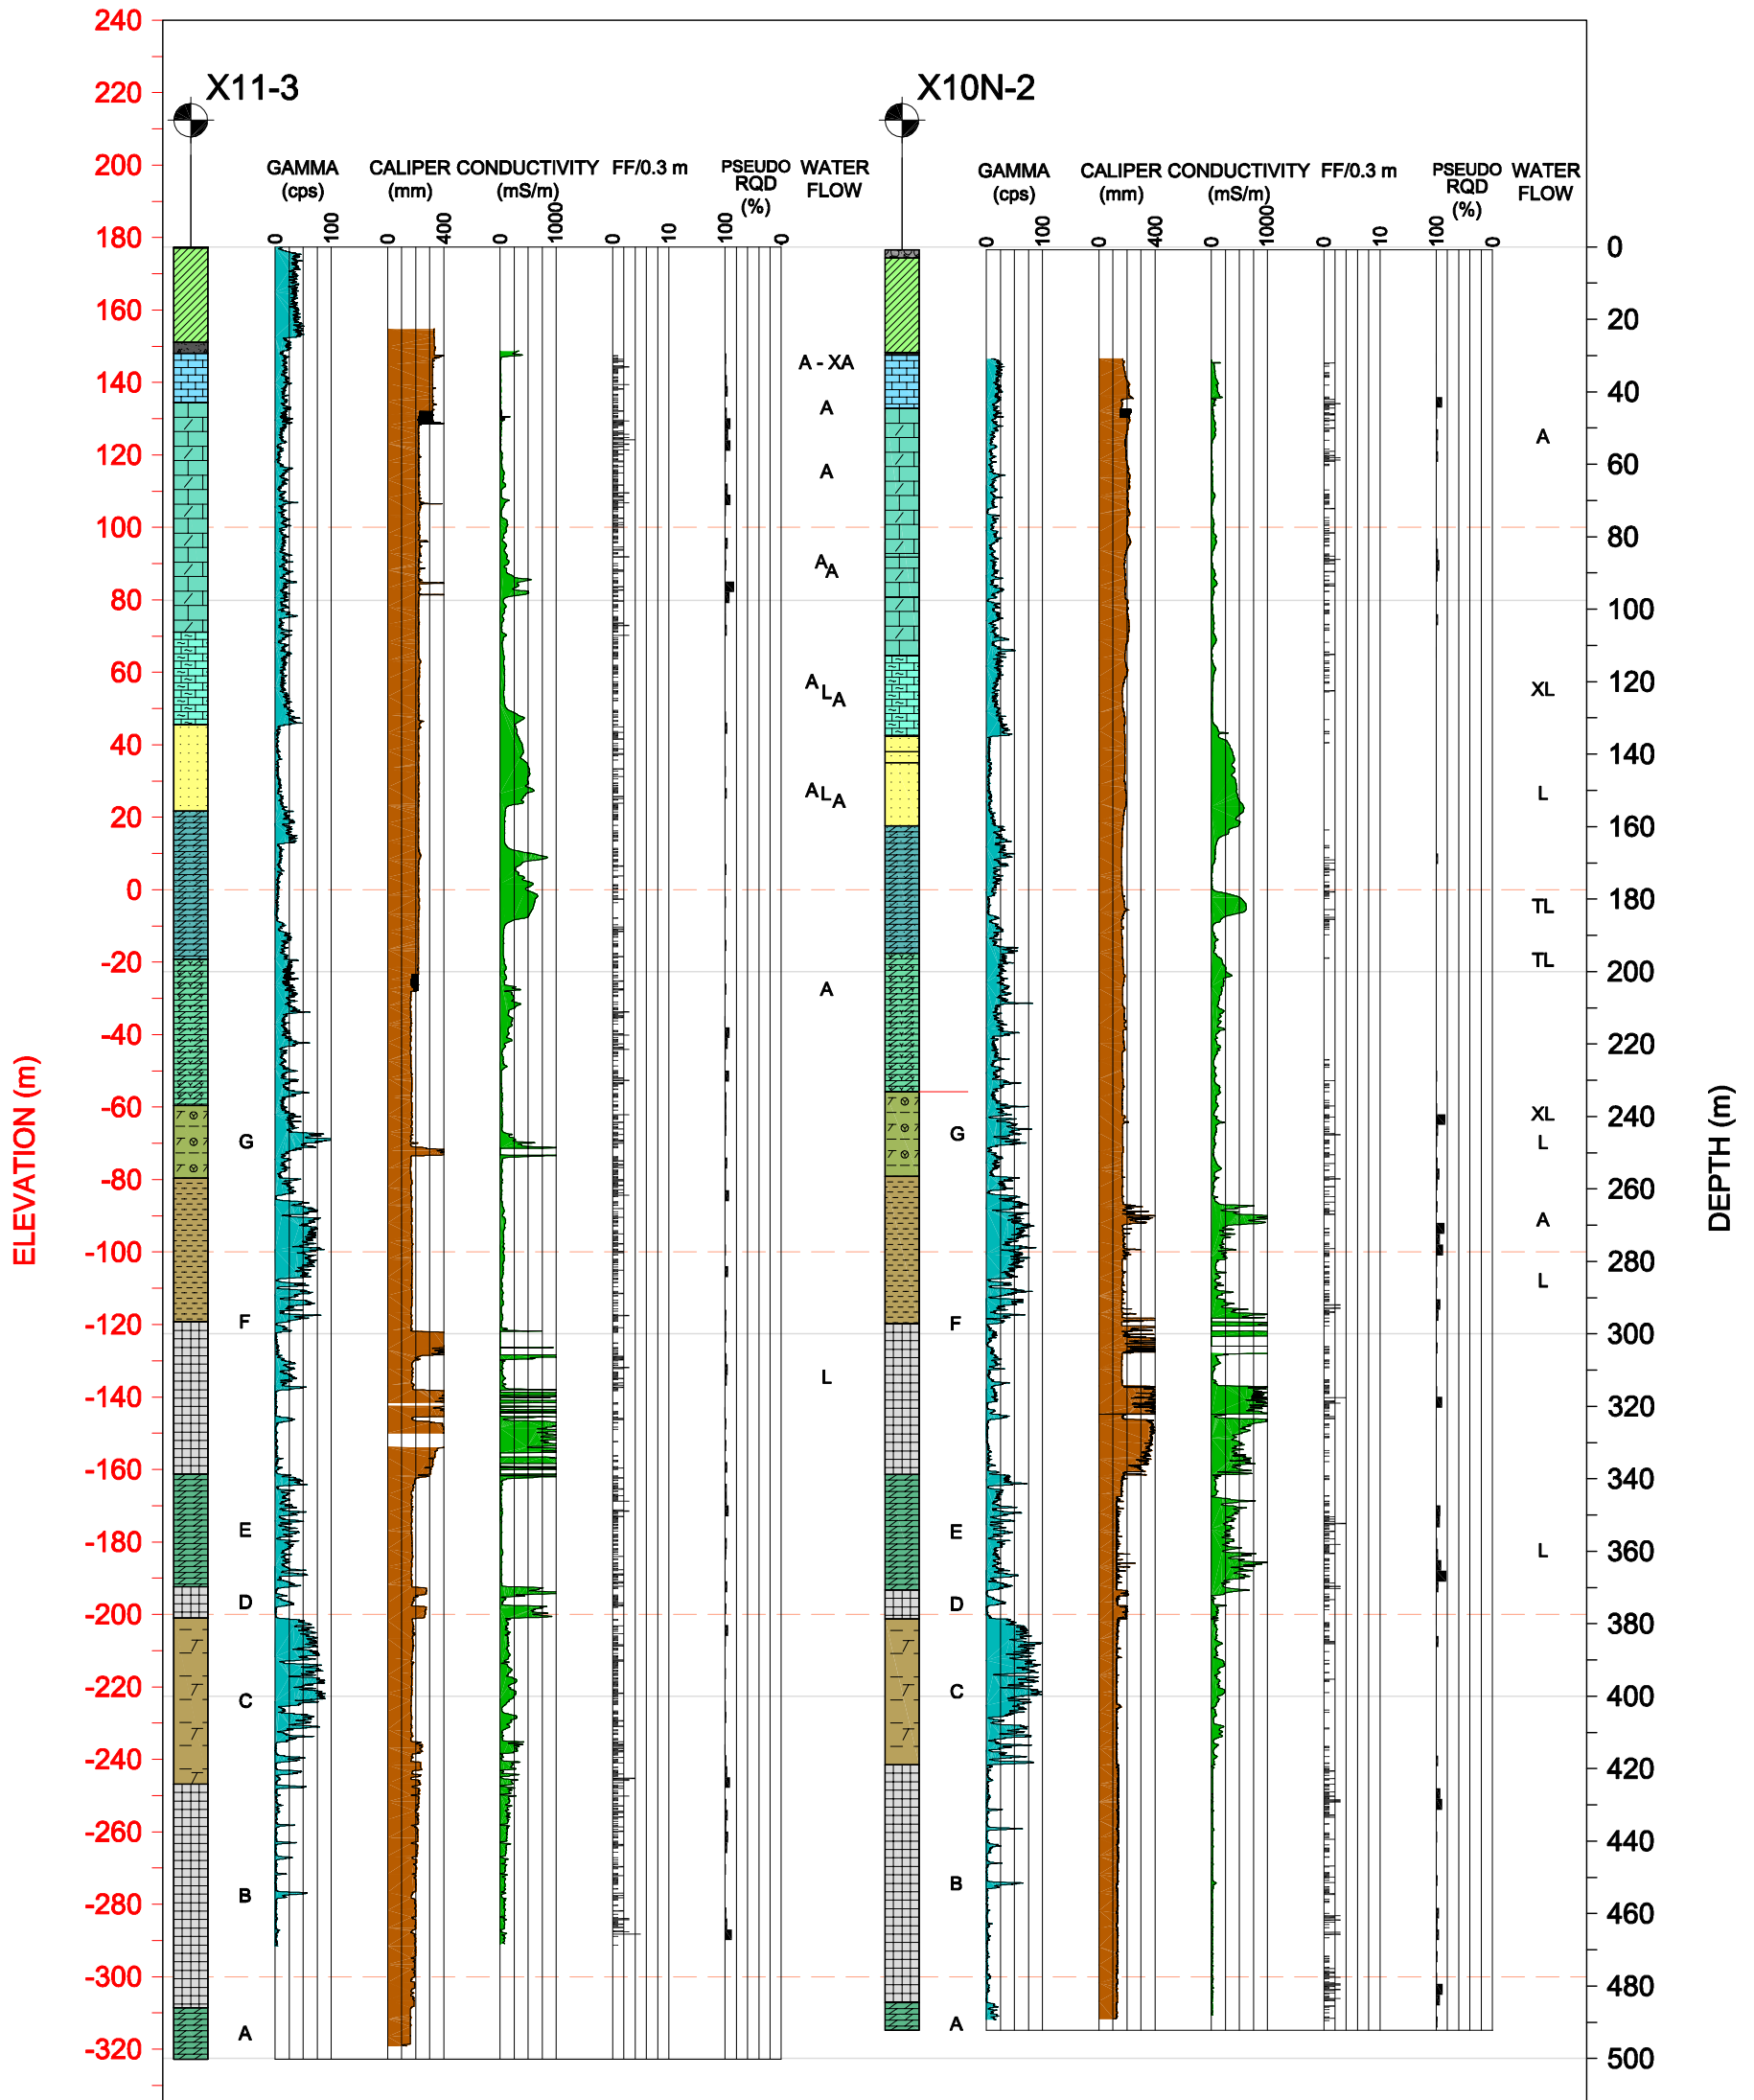 X11-3
X10N-2
GAMMA
(cps)
CALIPER
(mm)
CONDUCTIVITY
(mS/m)
FF/0.3 m
PSEUDO
RQD
(%)
WATER
FLOW
GAMMA
(cps)
CALIPER
(mm)
CONDUCTIVITY
(mS/m)
FF/0.3 m
PSEUDO
RQD
(%)
WATER
FLOW
0
100
0
400
0
1000
0
10
100
0
0
100
0
400
0
1000
0
10
100
0
ELEVATION (m)
240
220
200
180
160
140
120
100
80
60
40
20
0
-20
-40
-60
-80
-100
-120
-140
-160
-180
-200
-220
-240
-260
-280
-300
-320
G
F
E
D
C
B
A
A - XA
A
A
A
A
A
L
A
A
L
A
A
L
G
F
E
D
C
B
A
A
XL
L
TL
TL
XL
L
A
L
L
0
20
40
60
80
100
120
140
160
180
200
220
240
260
280
300
320
340
360
380
400
420
440
460
480
500
DEPTH (m)